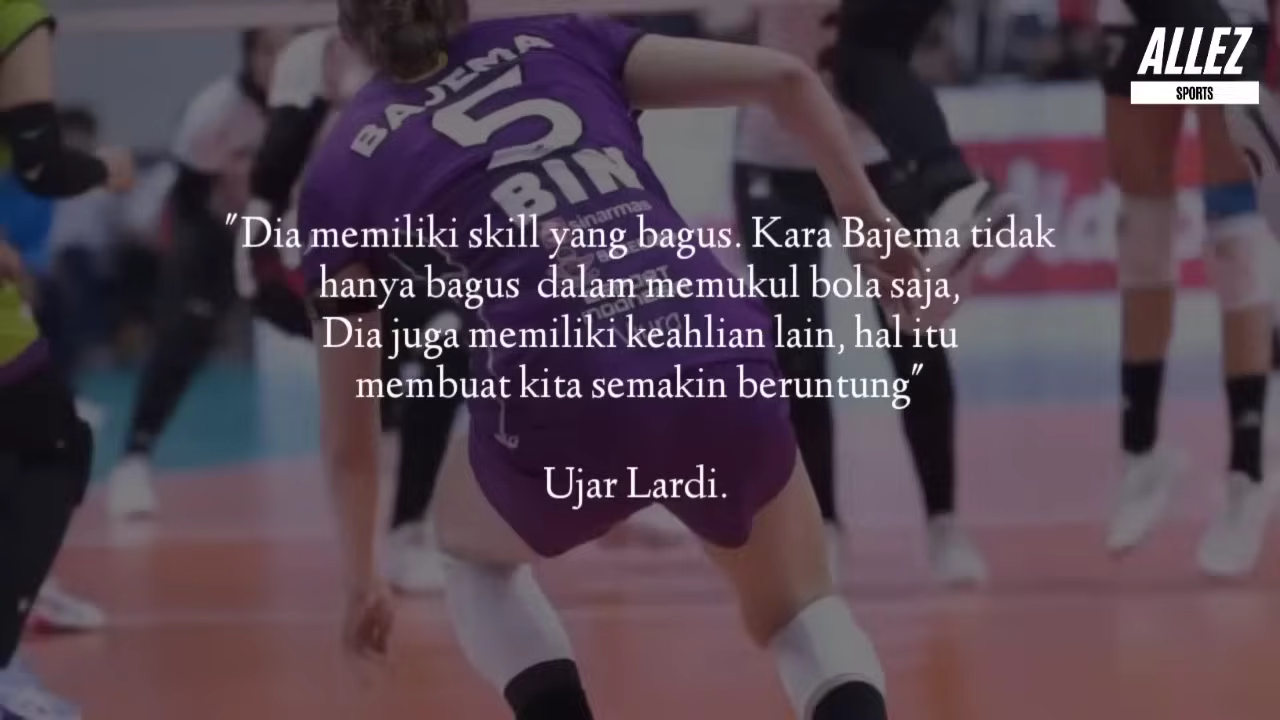 ALLEZ
SPORTS
BAJEMA
5
BIN
sinarmas
"Dia memiliki skill yang bagus. Kara Bajema tidak
hanya bagus dalam memukul bola saja,
Dia juga memiliki keahlian lain, hal itu
membuat kita semakin beruntung"
Ujar Lardi.